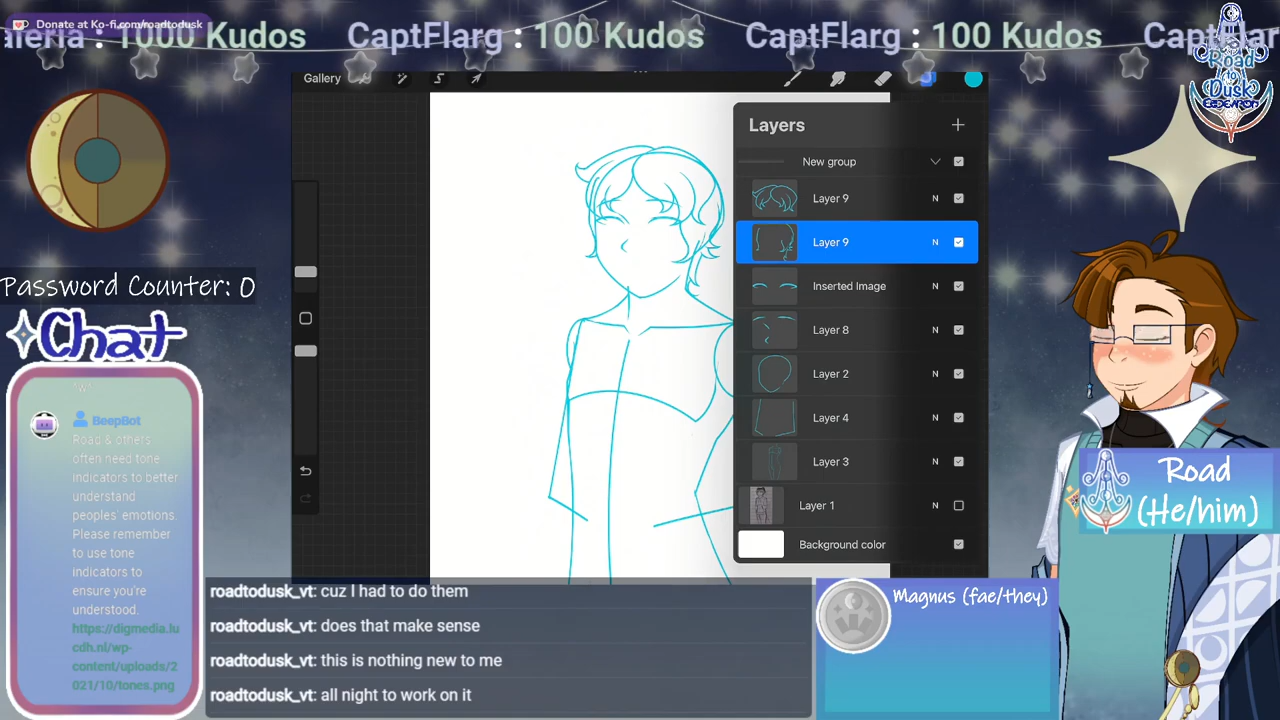 Donate at Ko-fi.com/roadtodusk
: 1000 Kudos CaptFlarg : 100 Kudos CaptFlarg : 100 Kudos
Road
to
Dusk
Gallery
Layers
New group
Layer 9 N
Layer 9 N
Inserted Image N
Layer 8 N
Layer 2 N
Layer 4 N
Layer 3 N
Layer 1 N
Background color
Password Counter: 0
Chat
BeepBot
Road & others
often need tone
indicators to better
understand
peoples' emotions.
Please remember
to use tone
indicators to
ensure you're
understood.
https://digmedia.lu
cdh.nl/wp-
content/uploads/2
021/10/tones.png
roadtodusk_vt: cuz I had to do them
roadtodusk_vt: does that make sense
roadtodusk_vt: this is nothing new to me
roadtodusk_vt: all night to work on it
Road
(He/him)
Magnus (fae/they)